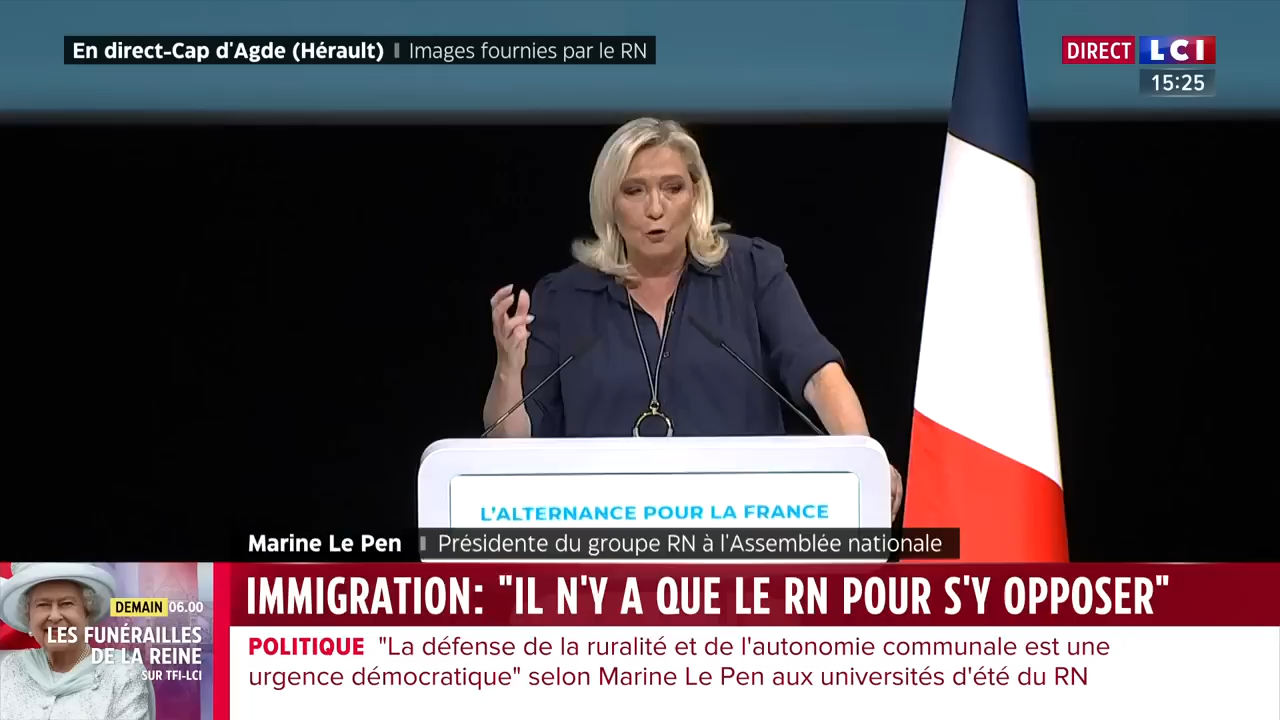 En direct-Cap d'Agde (Hérault) Images fournies par le RN
DIRECT LCI
15:25
L'ALTERNANCE POUR LA FRANCE
Marine Le Pen Présidente du groupe RN à l'Assemblée nationale
DEMAIN 06.00
LES FUNÉRAILLES
DE LA REINE
SUR TF1-LCI
IMMIGRATION: "IL N'Y A QUE LE RN POUR S'Y OPPOSER"
POLITIQUE "La défense de la ruralité et de l'autonomie communale est une
urgence démocratique" selon Marine Le Pen aux universités d'été du RN